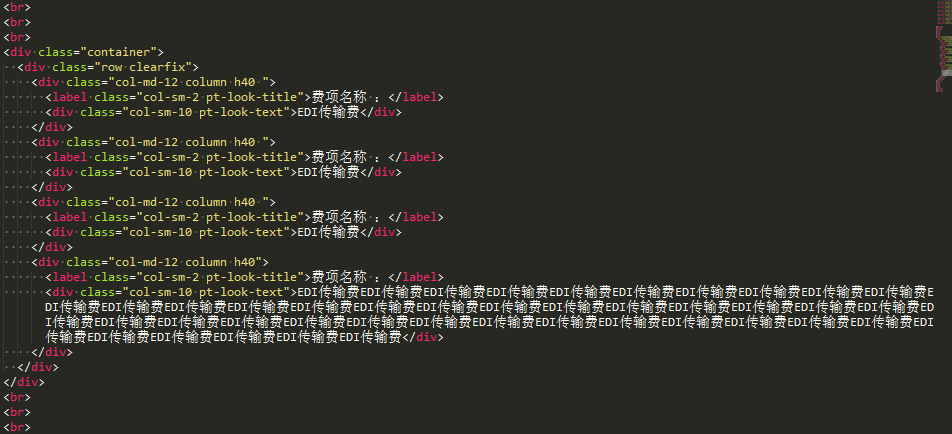 <br>
<br>
<br>
<div class="container">
<div class="row clearfix">
<div class="col-md-12 column h40 ">
<label class="col-sm-2 pt-look-title">费项名称 :</label>
<div class="col-sm-10 pt-look-text">EDI传输费</div>
</div>
<div class="col-md-12 column h40 ">
<label class="col-sm-2 pt-look-title">费项名称 :</label>
<div class="col-sm-10 pt-look-text">EDI传输费</div>
</div>
<div class="col-md-12 column h40 ">
<label class="col-sm-2 pt-look-title">费项名称 :</label>
<div class="col-sm-10 pt-look-text">EDI传输费</div>
</div>
<div class="col-md-12 column h40">
<label class="col-sm-2 pt-look-title">费项名称 :</label>
<div class="col-sm-10 pt-look-text">EDI传输费EDI传输费EDI传输费EDI传输费EDI传输费EDI传输费EDI传输费EDI传输费EDI传输费EDI传输费E
DI传输费EDI传输费EDI传输费EDI传输费EDI传输费EDI传输费EDI传输费EDI传输费EDI传输费EDI传输费EDI传输费EDI传输费EDI传输费EDI传输费ED
I传输费EDI传输费EDI传输费EDI传输费EDI传输费EDI传输费EDI传输费EDI传输费EDI传输费EDI传输费EDI传输费EDI传输费EDI传输费EDI传输费EDI
传输费EDI传输费EDI传输费EDI传输费EDI传输费EDI传输费</div>
</div>
</div>
</div>
<br>
<br>
<br>